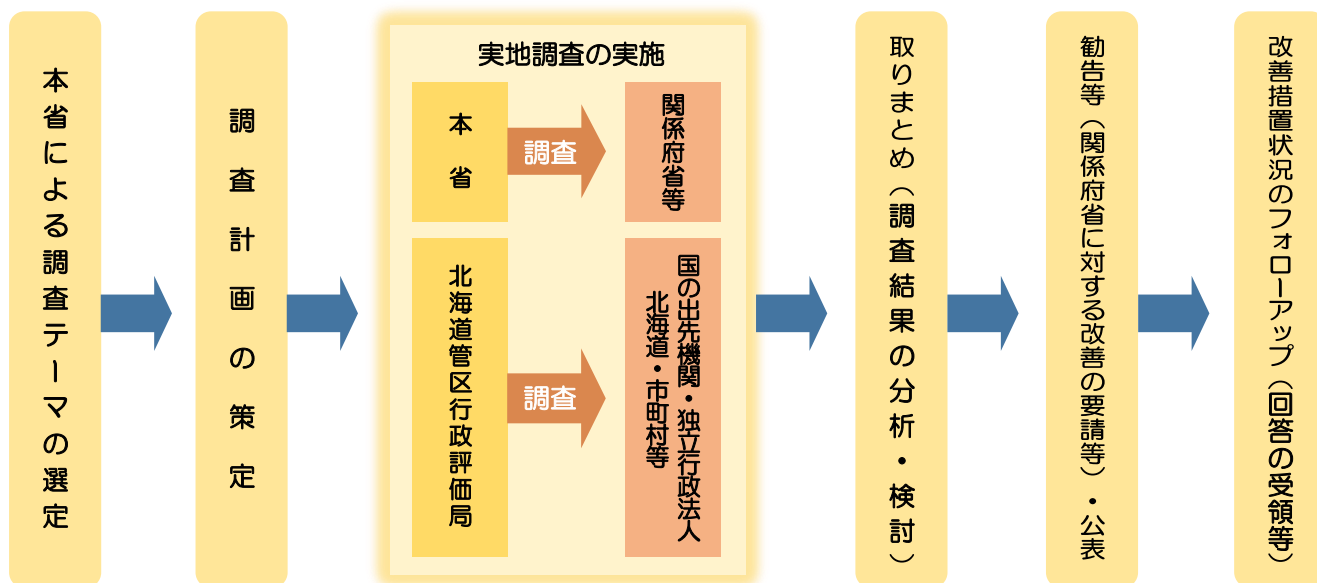 本省による調査テーマの選定
調査計画の策定
実地調査の実施
本省
調査
関係府省等
北海道管区行政評価局
調査
国の出先機関・独立行政法人
北海道・市町村等
取りまとめ（調査結果の分析・検討）
勧告等（関係府省に対する改善の要請等）・公表
改善措置状況のフォローアップ（回答の受領等）